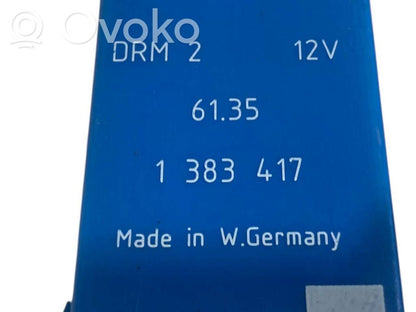 Ovoko
DRM 2 12V
61.35
1 383 417
Made in W.Germany